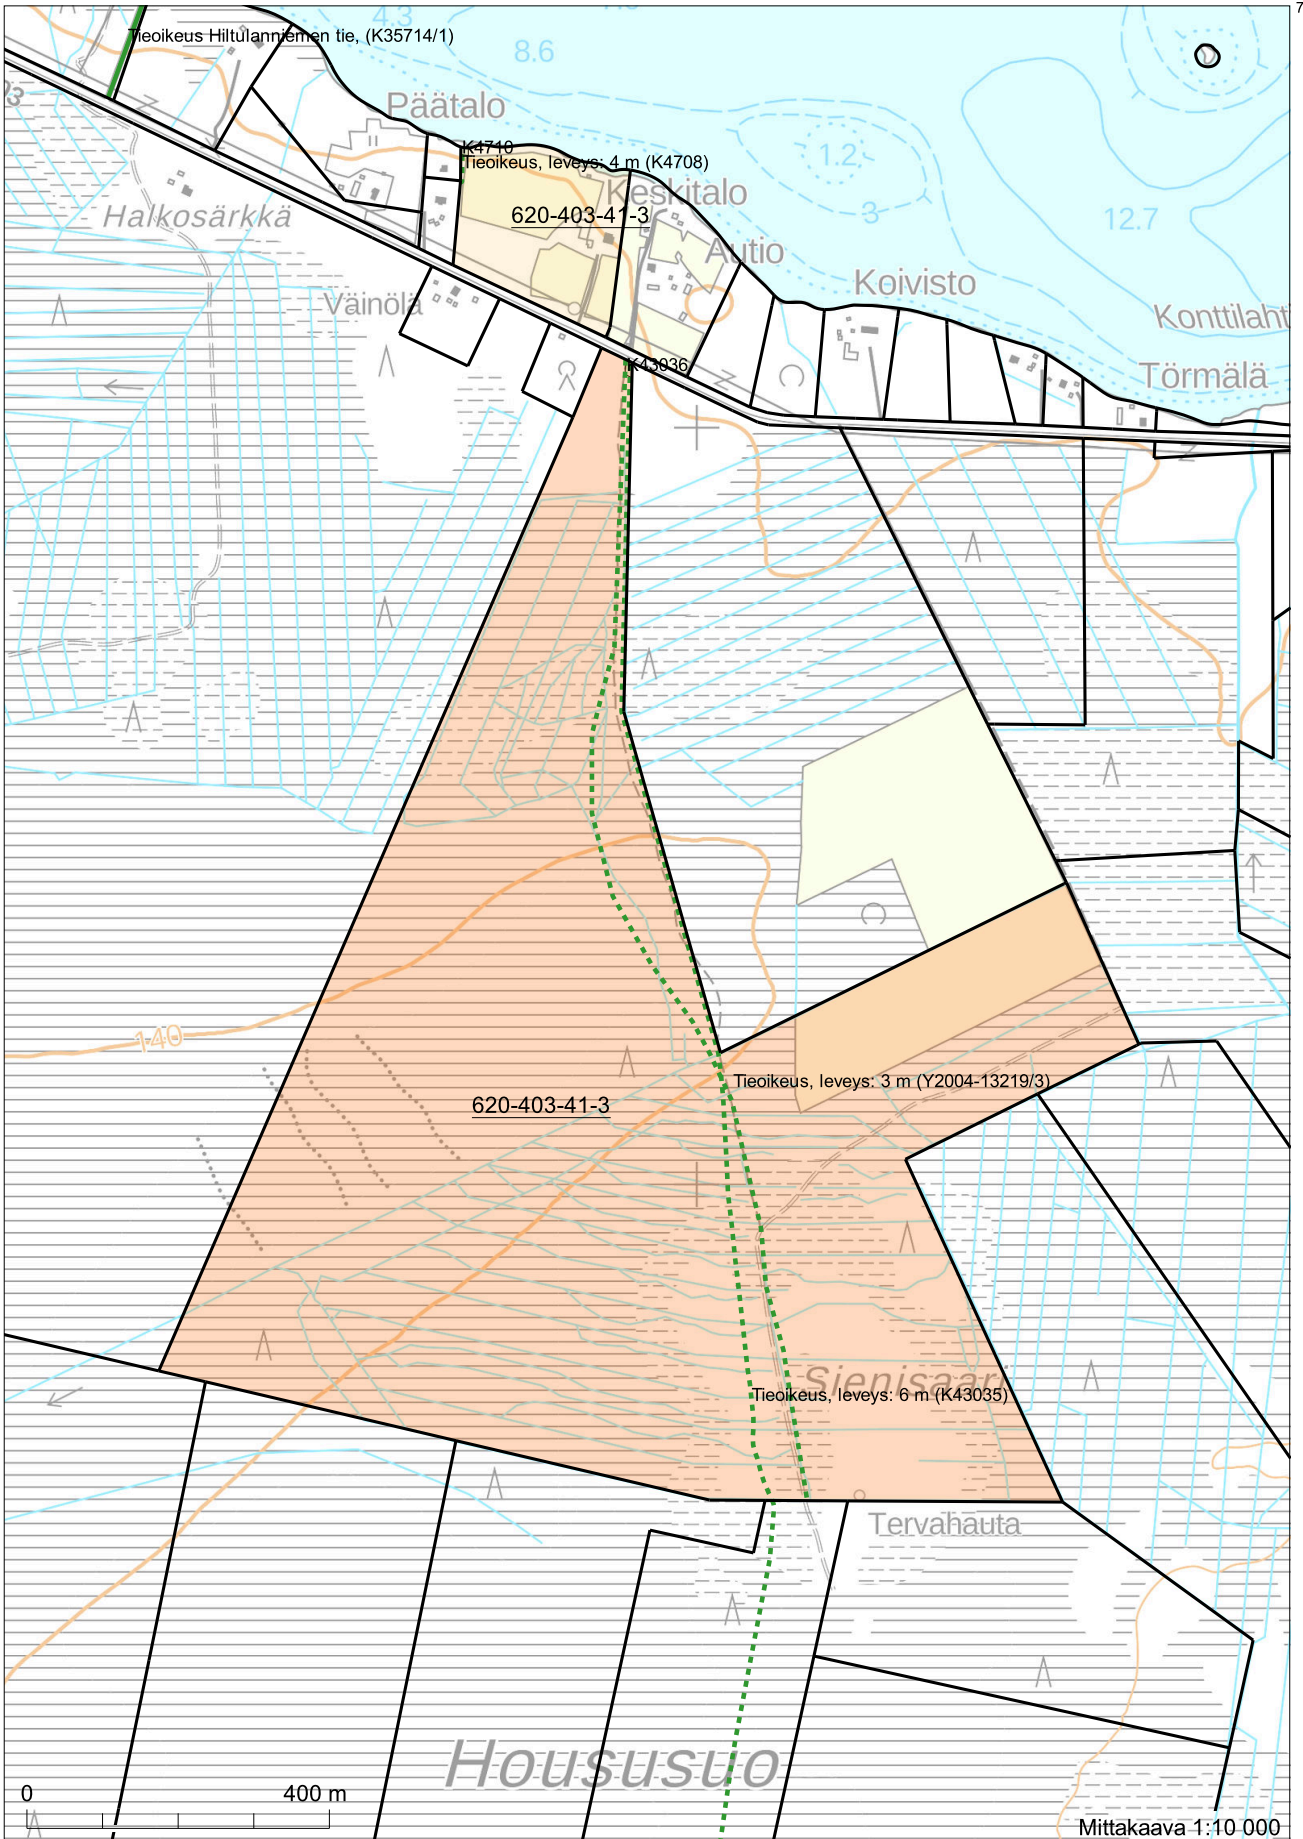 7
4.3
Tieoikeus Hiltulanniemen tie, (K35714/1)
8.6
Päätalo
K4710
Tieoikeus, leveys: 4 m (K4708)
1.2
Keskitalo
Halkosärkkä
620-403-41-3
3
12.7
Autio
Väinölä
Koivisto
Konttilaht
K43036
Törmälä
140
Tieoikeus, leveys: 3 m (Y2004-13219/3)
620-403-41-3
Sienisaari
Tieoikeus, leveys: 6 m (K43035)
Tervahauta
Housusuo
0 400 m
Mittakaava 1:10 000